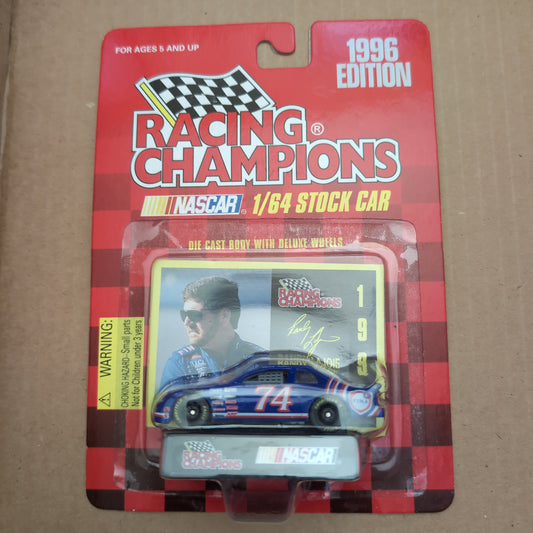 FOR AGES 5 AND UP
1996
EDITION
RACING®
CHAMPIONS
NASCAR® 1/64 STOCK CAR
DIE CAST BODY WITH DELUXE WHEELS
RACING
CHAMPIONS
1
9
9
WARNING:
CHOKING HAZARD-Small parts
Not for Children under 3 years
RANDY
74
RACING
CHAMPIONS
NASCAR